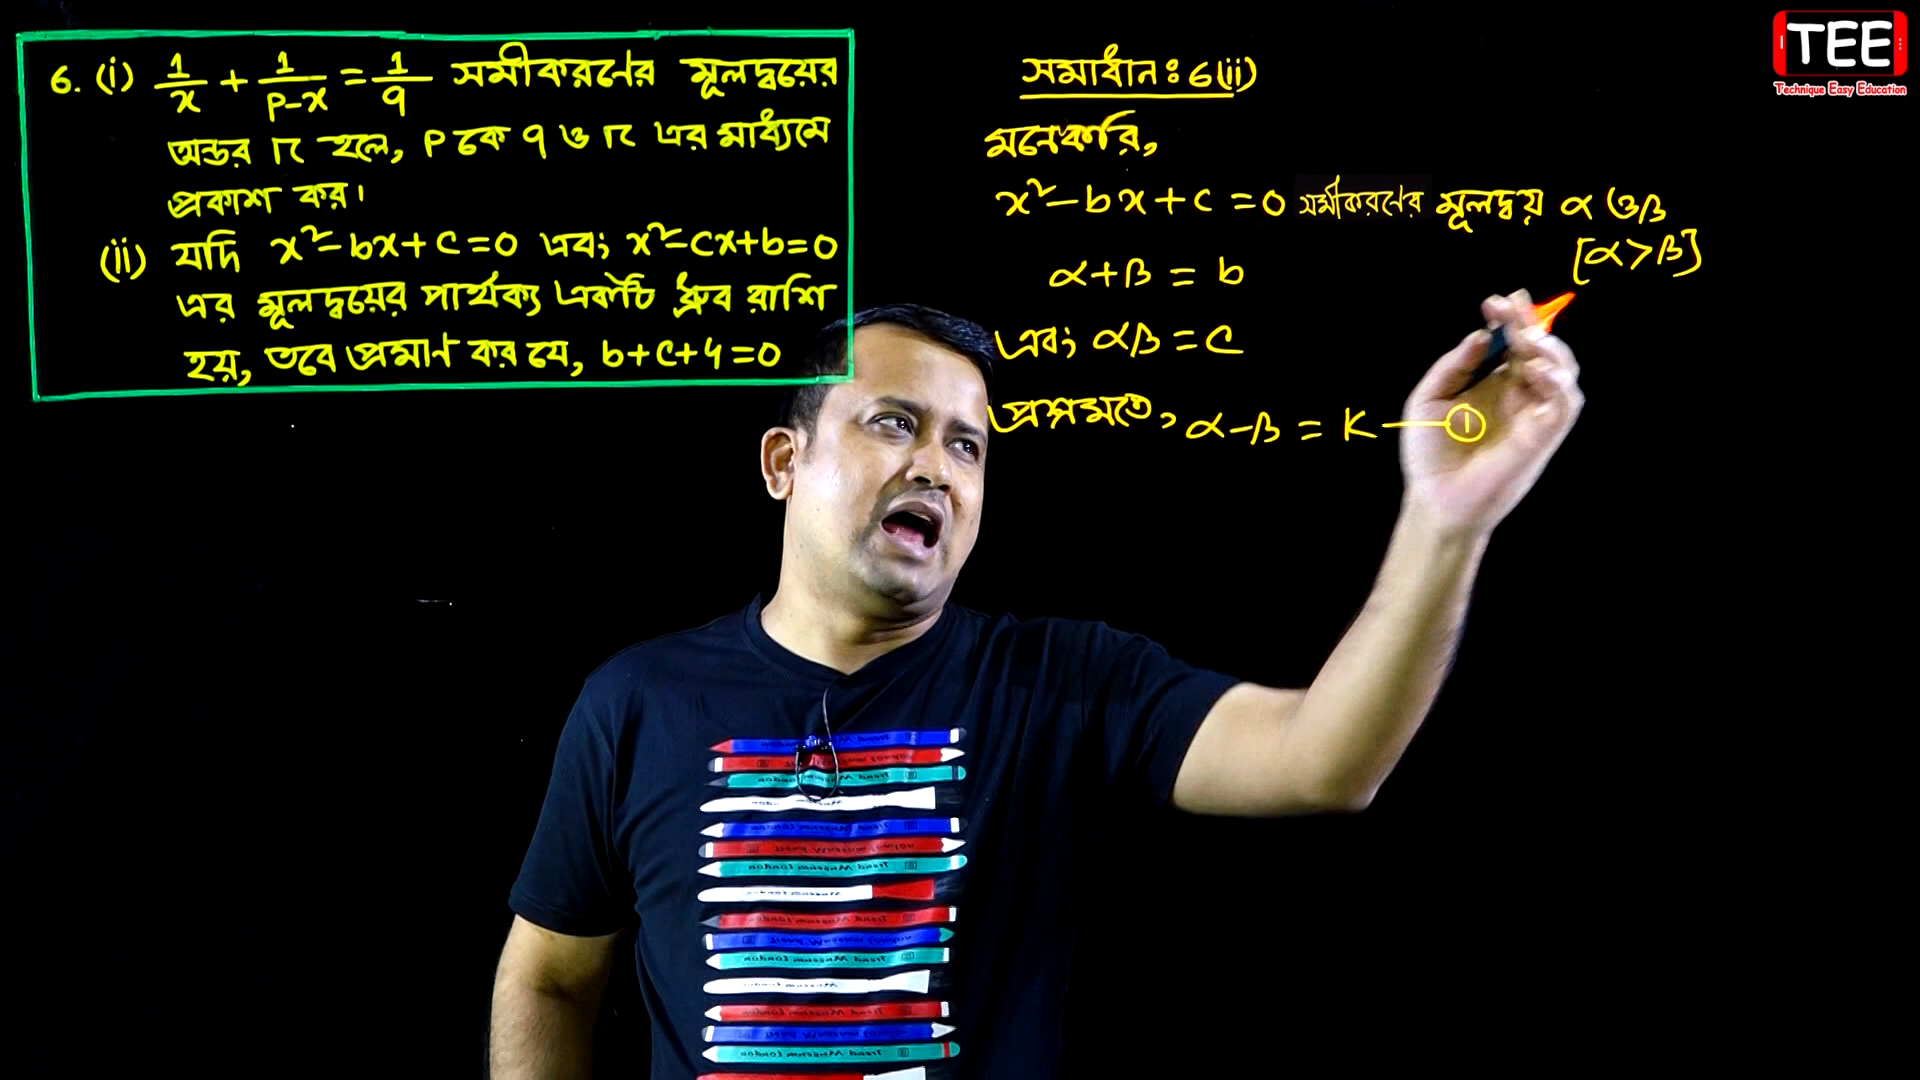 6. (i) 1/x + 1/(p-x) = 1/q সমীকরণের মূলদ্বয়ের
অন্তর r হলে, p কে q ও r এর মাধ্যমে
প্রকাশ কর।
(ii) যদি x²-bx+c=0 এবং x²-cx+b=0
এর মূলদ্বয়ের পার্থক্য একটি ধ্রুব রাশি
হয়, তবে প্রমাণ কর যে, b+c+4=0
সমাধানঃ 6(ii)
মনেকরি,
x²-bx+c=0 সমীকরণের মূলদ্বয় α ও β
[α>β]
α+β = b
এবং αβ = c
প্রশ্নমতে, α-β = K —①
TEE
Technique Easy Education